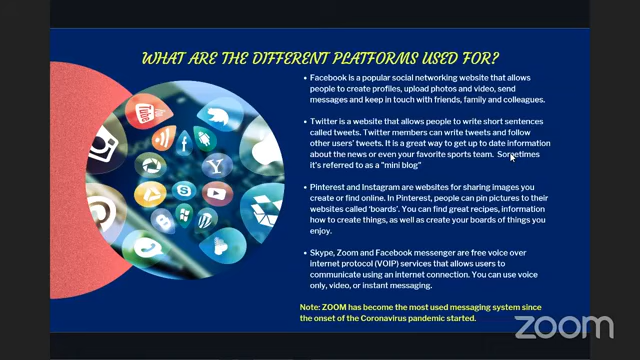 WHAT ARE THE DIFFERENT PLATFORMS USED FOR?
• Facebook is a popular social networking website that allows
people to create profiles, upload photos and video, send
messages and keep in touch with friends, family and colleagues.
• Twitter is a website that allows people to write short sentences
called tweets. Twitter members can write tweets and follow
other users' tweets. It is a great way to get up to date information
about the news or even your favorite sports team. Sometimes
it's referred to as a "mini blog"
• Pinterest and Instagram are websites for sharing images you
create or find online. In Pinterest, people can pin pictures to their
websites called 'boards'. You can find great recipes, information
how to create things, as well as create your boards of things you
enjoy.
• Skype, Zoom and Facebook messenger are free voice over
internet protocol (VOIP) services that allows users to
communicate using an internet connection. You can use voice
only, video, or instant messaging.
Note: ZOOM has become the most used messaging system since
the onset of the Coronavirus pandemic started.
zoom